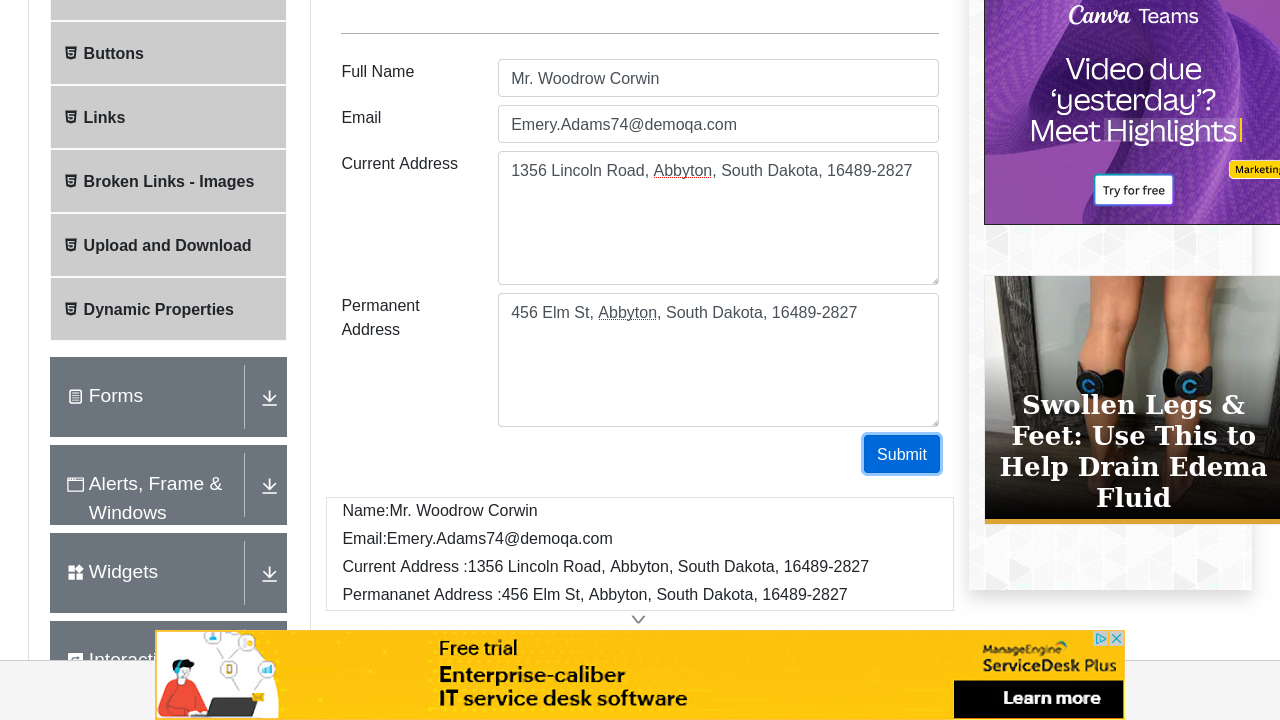 Buttons
Links
Broken Links - Images
Upload and Download
Dynamic Properties
Forms
Alerts, Frame &
Windows
Widgets
Full Name
Mr. Woodrow Corwin
Email
Emery.Adams74@demoqa.com
Current Address
1356 Lincoln Road, Abbyton, South Dakota, 16489-2827
Permanent
Address
456 Elm St, Abbyton, South Dakota, 16489-2827
Submit
Name:Mr. Woodrow Corwin
Email:Emery.Adams74@demoqa.com
Current Address :1356 Lincoln Road, Abbyton, South Dakota, 16489-2827
Permananet Address :456 Elm St, Abbyton, South Dakota, 16489-2827
Canva Teams
Video due
‘yesterday’?
Meet Highlights
Marketing
Try for free
Swollen Legs &
Feet: Use This to
Help Drain Edema
Fluid
Free trial
Enterprise-caliber
IT service desk software
ManageEngine
ServiceDesk Plus
Learn more